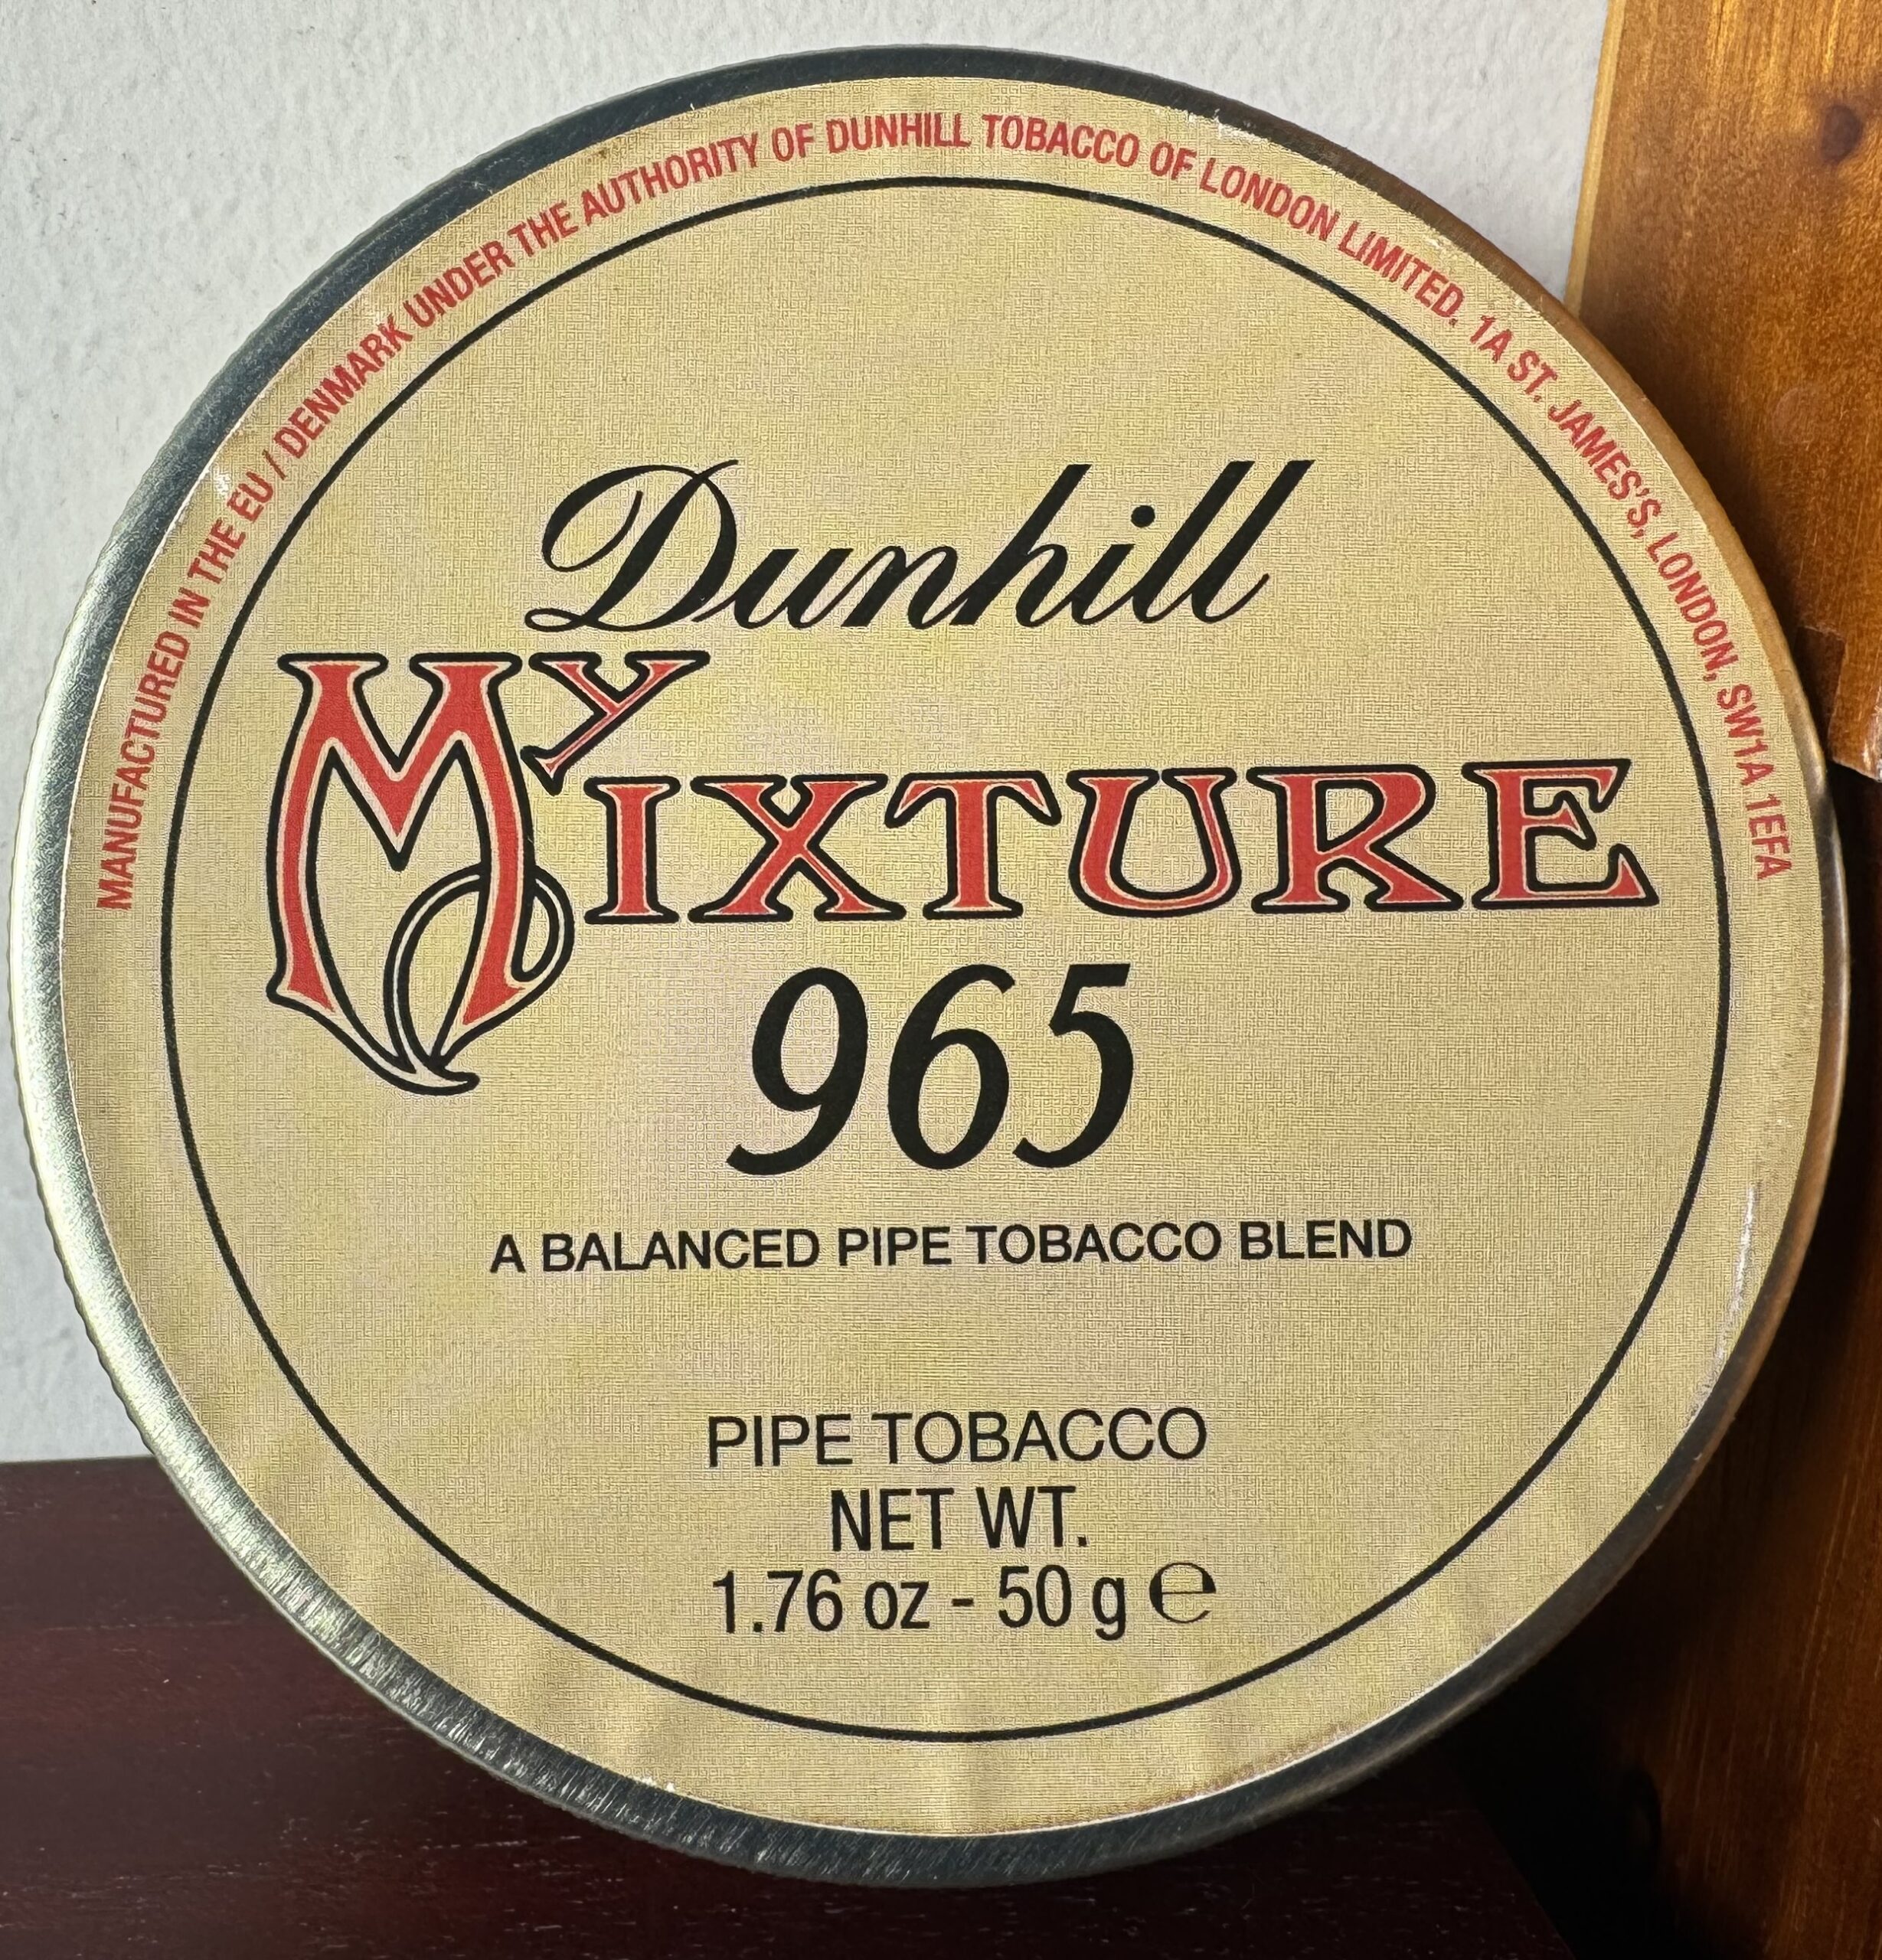 MANUFACTURED IN THE EU / DENMARK UNDER THE AUTHORITY OF DUNHILL TOBACCO OF LONDON LIMITED. 1A ST. JAMES'S, LONDON, SW1A 1EFA
Dunhill
MY MIXTURE
965
A BALANCED PIPE TOBACCO BLEND
PIPE TOBACCO
NET WT.
1.76 oz - 50 g ℮